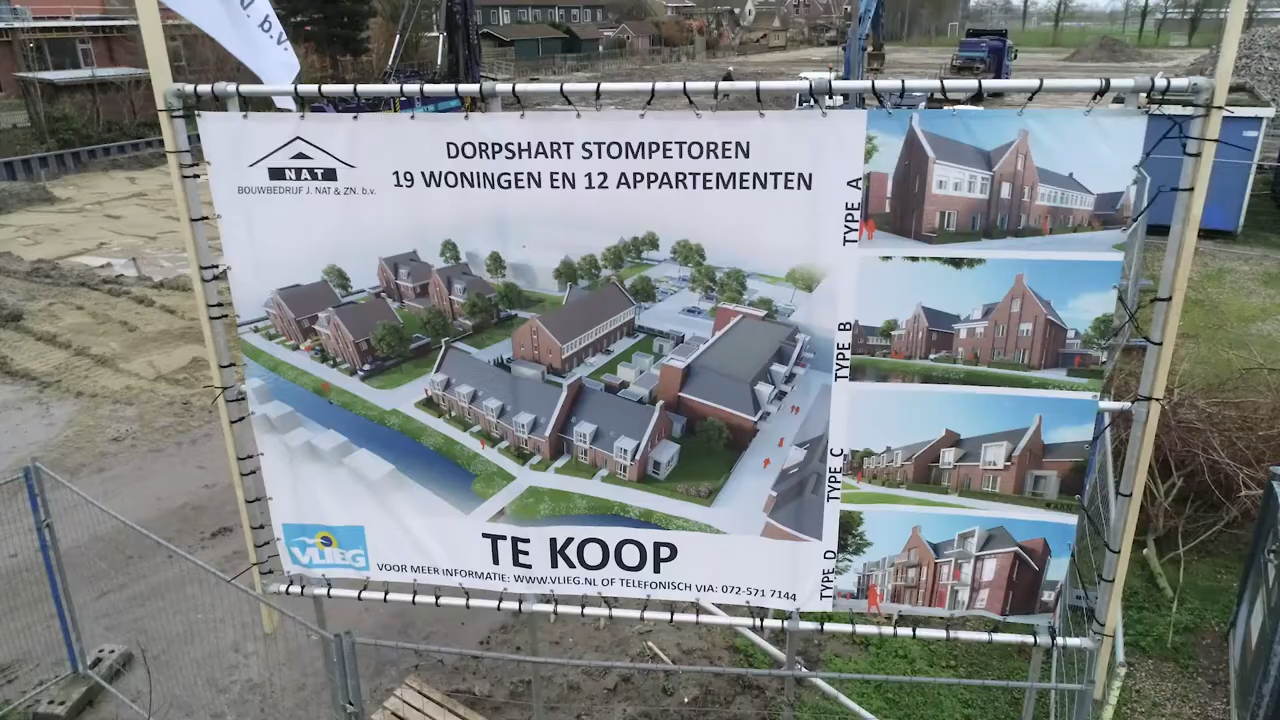 V. b.v.
NAT
BOUWBEDRIJF J. NAT & ZN. b.v.
DORPSHART STOMPETOREN
19 WONINGEN EN 12 APPARTEMENTEN
TYPE A
TYPE B
TYPE C
TYPE D
VLIEG
TE KOOP
VOOR MEER INFORMATIE: WWW.VLIEG.NL OF TELEFONISCH VIA: 072-571 7144